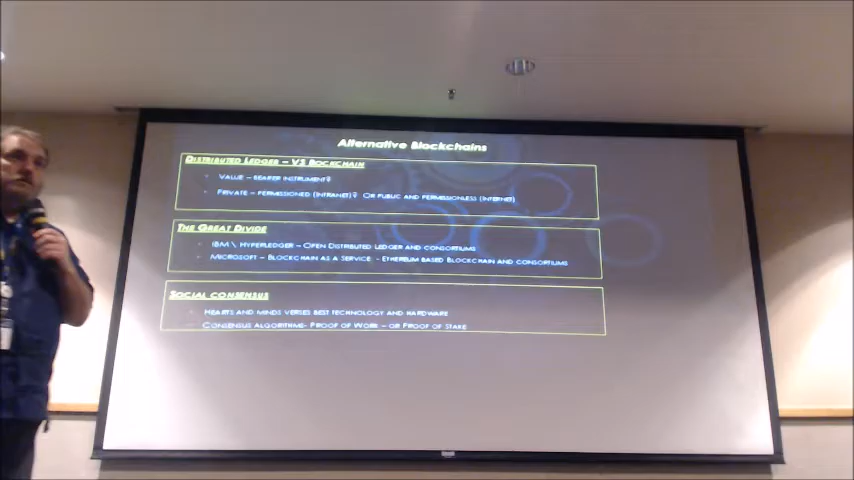 Alternative Blockchains
Distributed Ledger – VS Blockchain
Value – bearer instrument?
Private – permissioned (intranet)? Or public and permissionless (Internet)
The Great Divide
IBM \ Hyperledger – Open Distributed Ledger and consortiums
Microsoft – Blockchain as a Service - Ethereum based Blockchain and consortiums
Social consensus
Hearts and minds verses best technology and hardware
Consensus algorithms- Proof of Work – or Proof of Stake